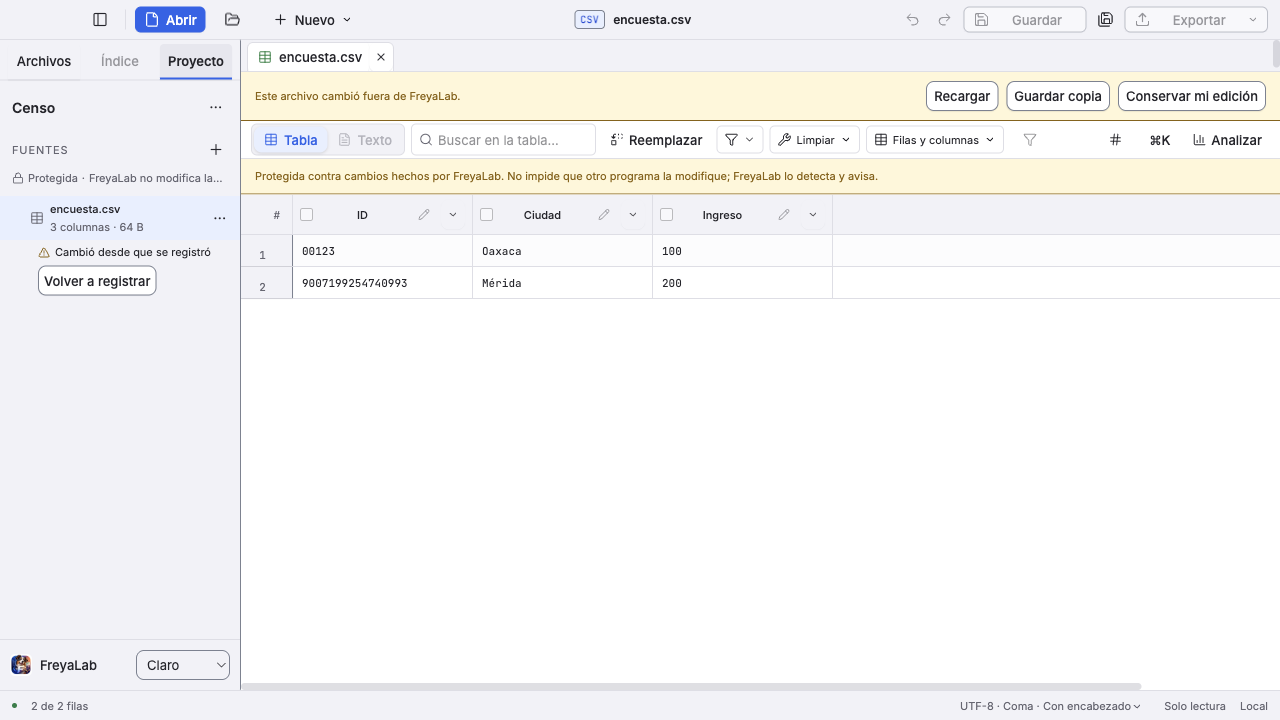 Abrir
Nuevo
CSV encuesta.csv
Guardar
Exportar
Archivos Índice Proyecto
encuesta.csv
Censo
Este archivo cambió fuera de FreyaLab.
Recargar Guardar copia Conservar mi edición
FUENTES
Tabla Texto Buscar en la tabla... Reemplazar Limpiar Filas y columnas # ⌘K Analizar
Protegida · FreyaLab no modifica la...
Protegida contra cambios hechos por FreyaLab. No impide que otro programa la modifique; FreyaLab lo detecta y avisa.
encuesta.csv
3 columnas · 64 B
Cambió desde que se registró
Volver a registrar
# ID Ciudad Ingreso
1 00123 Oaxaca 100
2 9007199254740993 Mérida 200
FreyaLab Claro
2 de 2 filas
UTF-8 · Coma · Con encabezado Solo lectura Local